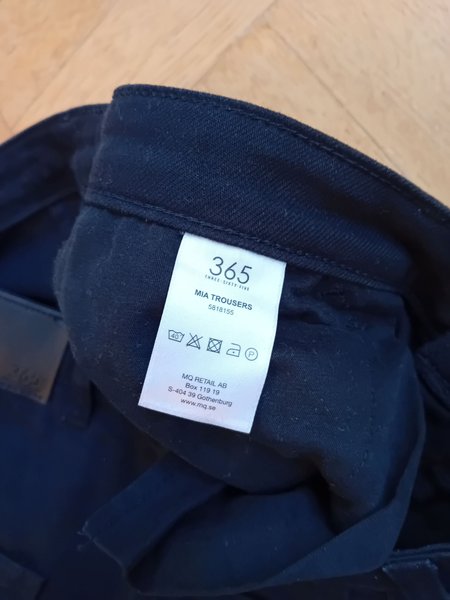 365
THREE·SIXTY·FIVE
MIA TROUSERS
5818155
40 P
MQ RETAIL AB
Box 119 19
S-404 39 Gothenburg
www.mq.se